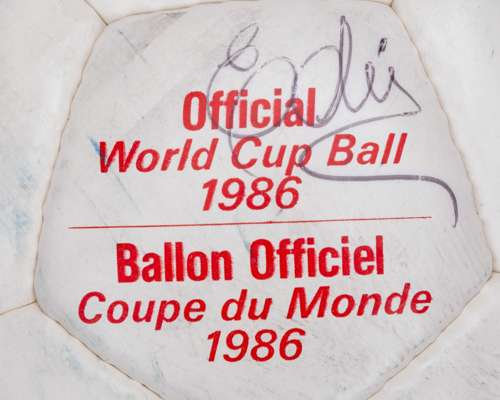 Official
World Cup Ball
1986
Ballon Officiel
Coupe du Monde
1986